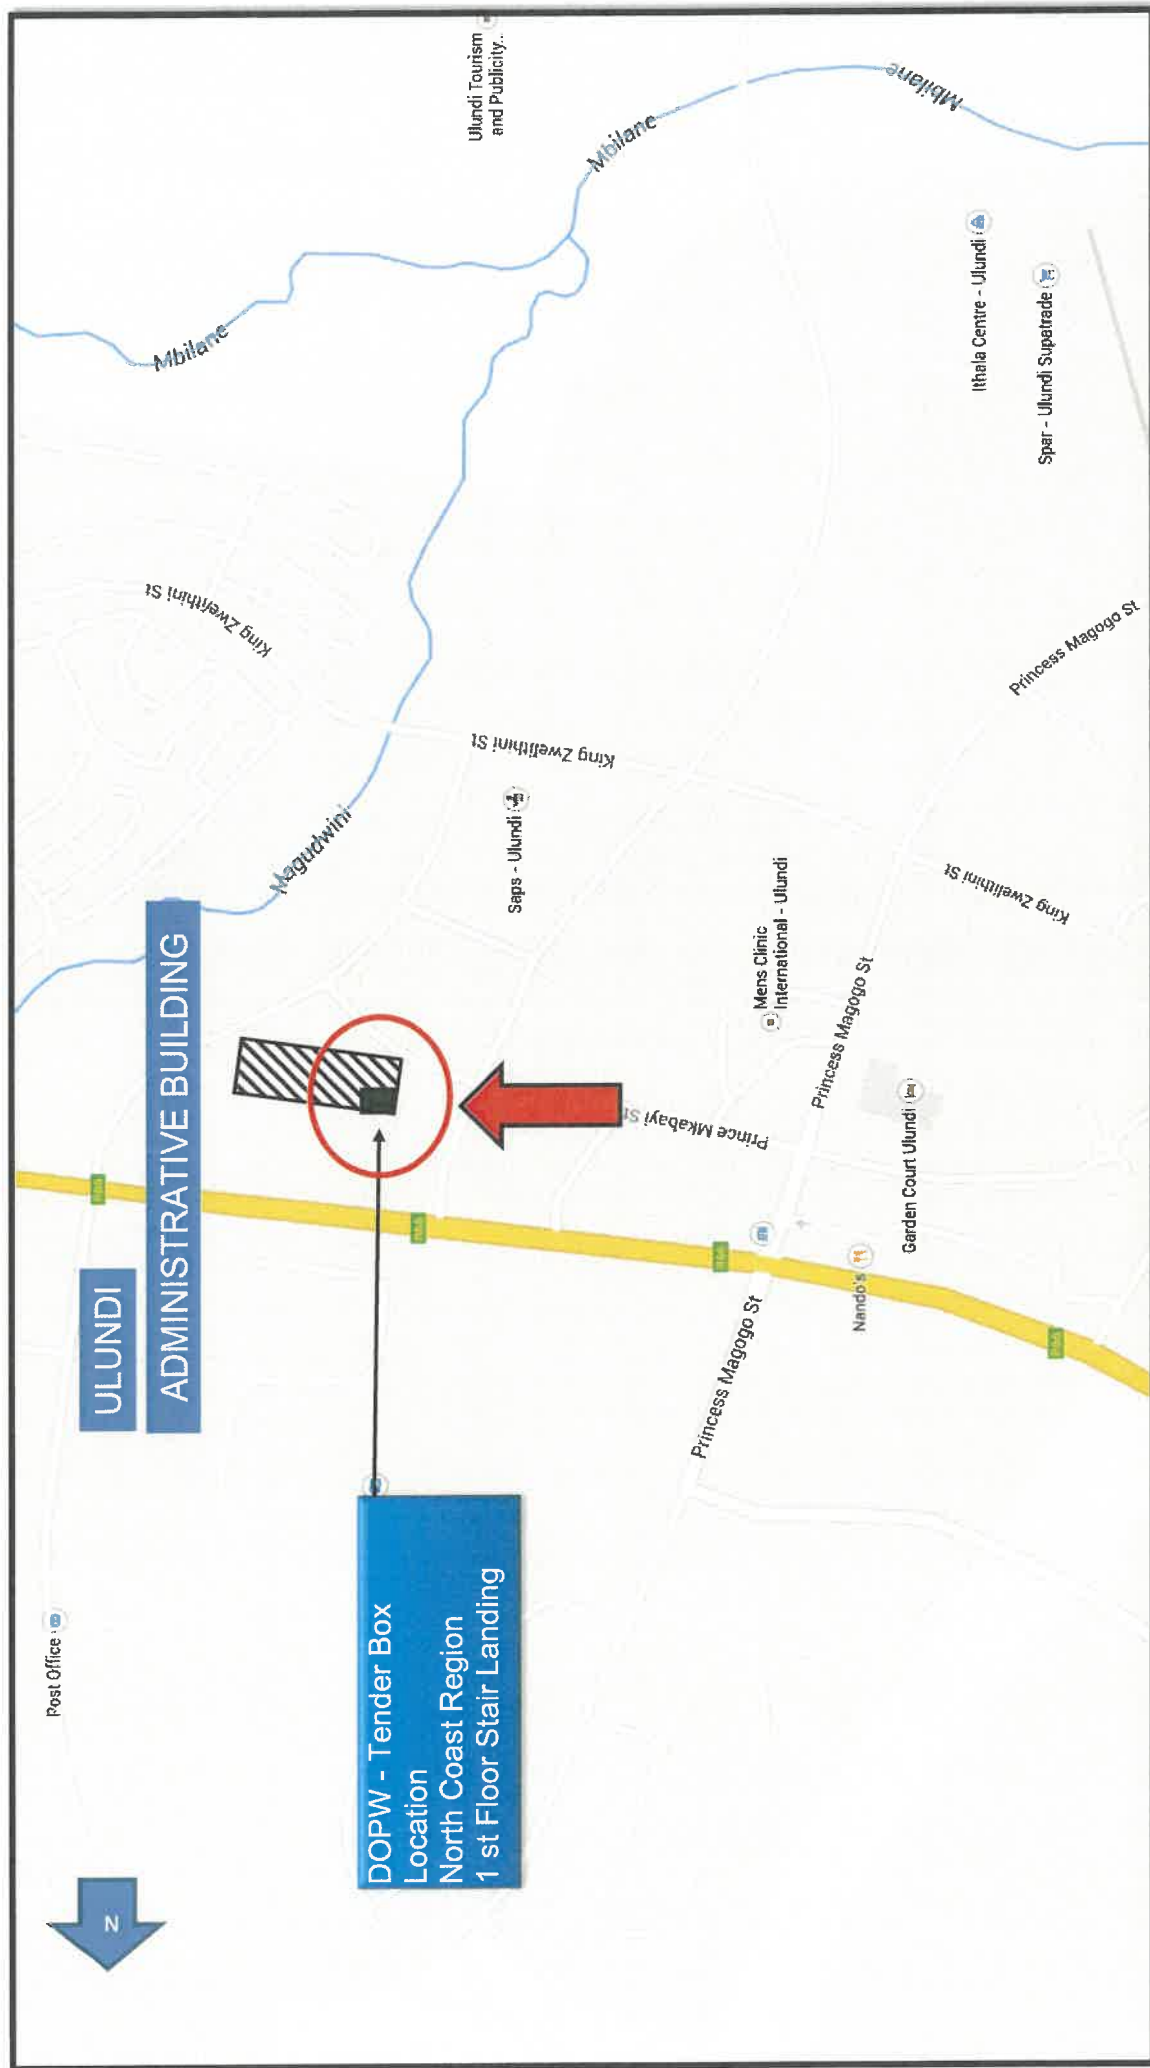 ULUNDI
ADMINISTRATIVE BUILDING
DOPW - Tender Box
Location
North Coast Region
1 st Floor Stair Landing
N
Post Office
Ulundi Tourism
and Publicity..
Mbilane
Mbilane
Mbilane
Magudwini
King Zwelithini St
King Zwelithini St
King Zwelithini St
Saps - Ulundi
Mens Clinic
International - Ulundi
Prince Mkabayi St
Princess Magogo St
Princess Magogo St
Princess Magogo St
Garden Court Ulundi
Nando's
Ithala Centre - Ulundi
Spar - Ulundi Supatrade